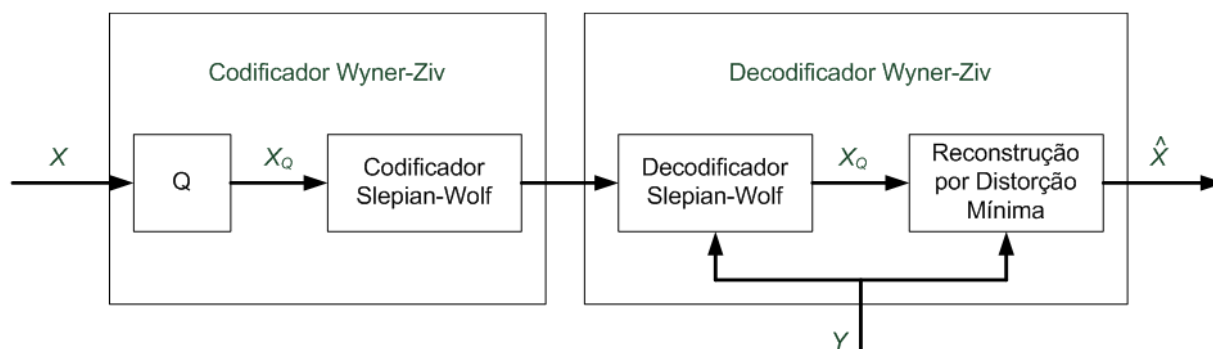 Codificador Wyner-Ziv
Decodificador Wyner-Ziv
X
Q
X_Q
Codificador
Slepian-Wolf
Decodificador
Slepian-Wolf
X_Q
Reconstrução
por Distorção
Mínima
X̂
Y